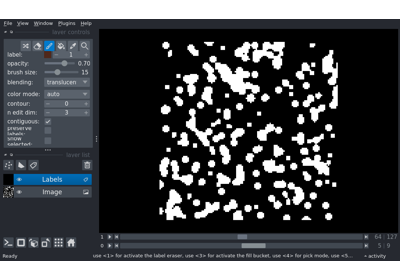 File View Window Plugins Help
layer controls
label: 1
opacity: 0.70
brush size: 15
blending: translucen
color mode: auto
contour: 0
n edit dim: 3
contiguous:
preserve
labels:
show
selected:
layer list
Labels
Image
1 64 127
0 5 9
Ready use <1> for activate the label eraser, use <3> for activate the fill bucket, use <4> for pick mode, use <5... activity